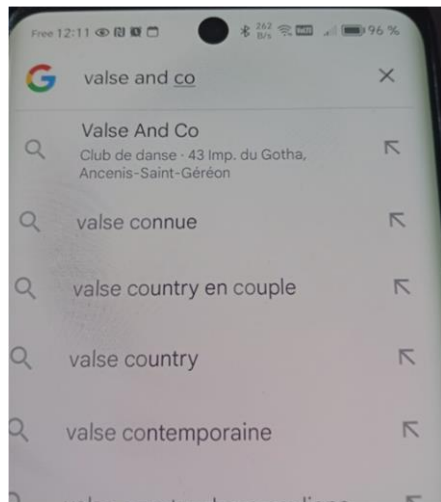 Free 12:11 262 B/s 96 %
valse and co
Valse And Co
Club de danse · 43 Imp. du Gotha,
Ancenis-Saint-Géréon
valse connue
valse country en couple
valse country
valse contemporaine